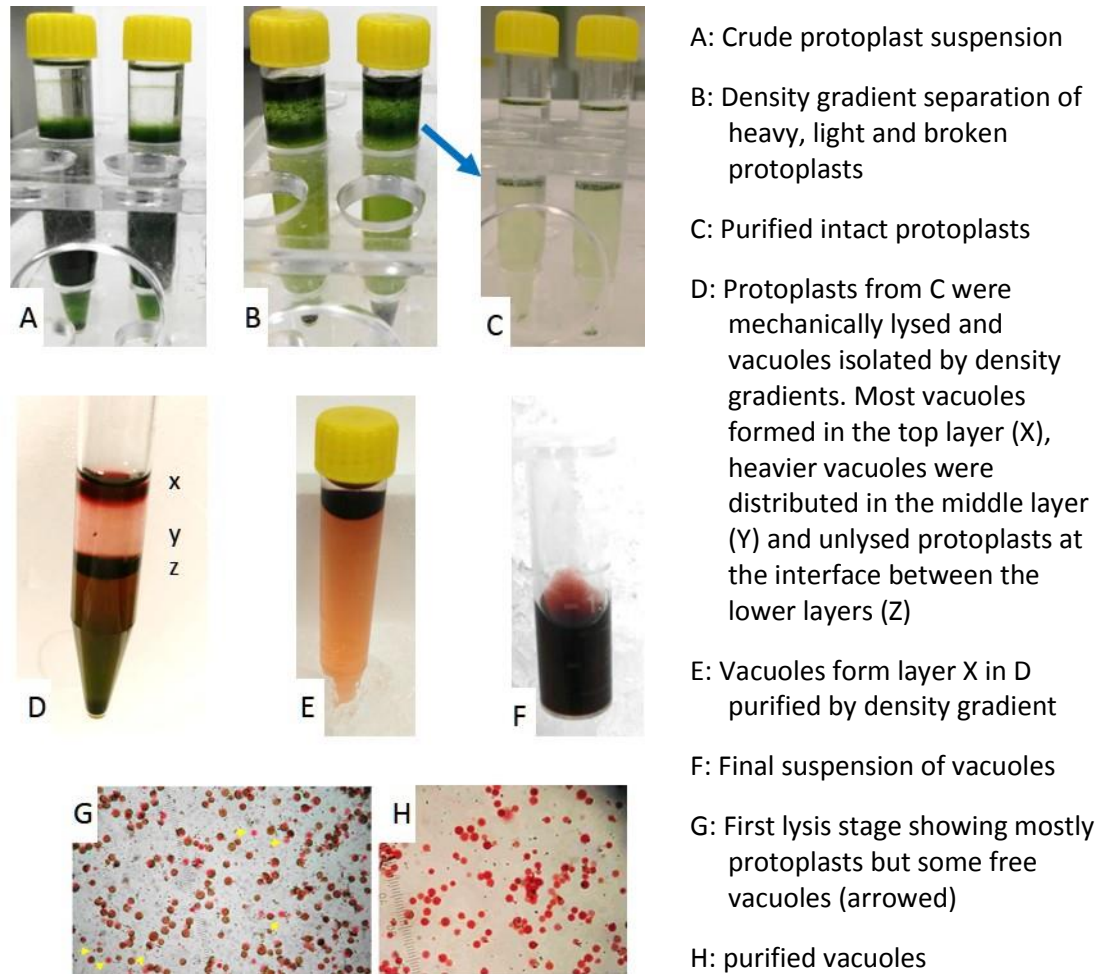 A
B
C
A: Crude protoplast suspension
B: Density gradient separation of
heavy, light and broken
protoplasts
C: Purified intact protoplasts
D: Protoplasts from C were
mechanically lysed and
vacuoles isolated by density
gradients. Most vacuoles
formed in the top layer (X),
heavier vacuoles were
distributed in the middle layer
(Y) and unlysed protoplasts at
the interface between the
lower layers (Z)
x
y
z
D
E
F
E: Vacuoles form layer X in D
purified by density gradient
F: Final suspension of vacuoles
G
H
G: First lysis stage showing mostly
protoplasts but some free
vacuoles (arrowed)
H: purified vacuoles